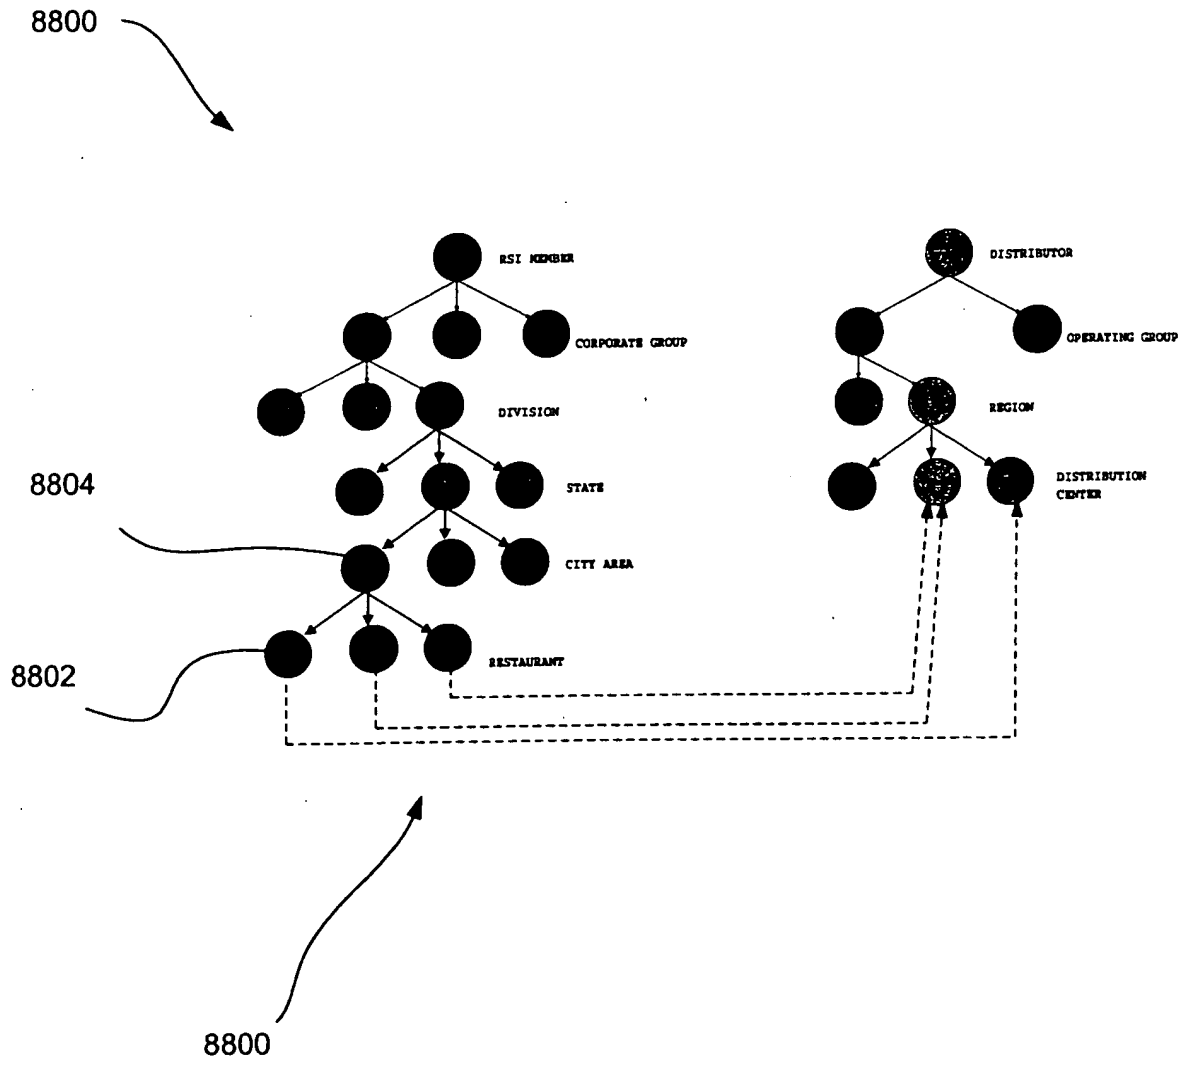 8800
RSI MEMBER
DISTRIBUTOR
CORPORATE GROUP
OPERATING GROUP
DIVISION
REGION
8804
STATE
DISTRIBUTION
CENTER
CITY AREA
8802
RESTAURANT
8800